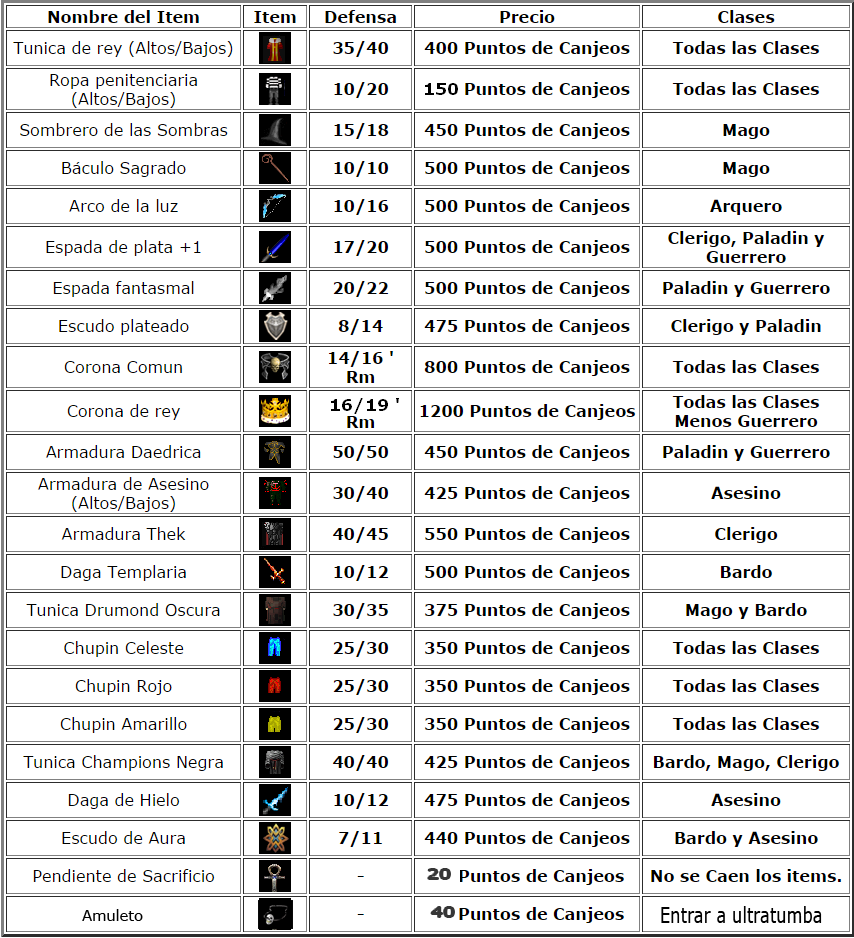 Nombre del Item Item Defensa Precio Clases
Tunica de rey (Altos/Bajos) 35/40 400 Puntos de Canjeos Todas las Clases
Ropa penitenciaria
(Altos/Bajos) 10/20 150 Puntos de Canjeos Todas las Clases
Sombrero de las Sombras 15/18 450 Puntos de Canjeos Mago
Báculo Sagrado 10/10 500 Puntos de Canjeos Mago
Arco de la luz 10/16 500 Puntos de Canjeos Arquero
Espada de plata +1 17/20 500 Puntos de Canjeos Clerigo, Paladin y
Guerrero
Espada fantasmal 20/22 500 Puntos de Canjeos Paladin y Guerrero
Escudo plateado 8/14 475 Puntos de Canjeos Clerigo y Paladin
Corona Comun 14/16 '
Rm 800 Puntos de Canjeos Todas las Clases
Corona de rey 16/19 '
Rm 1200 Puntos de Canjeos Todas las Clases
Menos Guerrero
Armadura Daedrica 50/50 450 Puntos de Canjeos Paladin y Guerrero
Armadura de Asesino
(Altos/Bajos) 30/40 425 Puntos de Canjeos Asesino
Armadura Thek 40/45 550 Puntos de Canjeos Clerigo
Daga Templaria 10/12 500 Puntos de Canjeos Bardo
Tunica Drumond Oscura 30/35 375 Puntos de Canjeos Mago y Bardo
Chupin Celeste 25/30 350 Puntos de Canjeos Todas las Clases
Chupin Rojo 25/30 350 Puntos de Canjeos Todas las Clases
Chupin Amarillo 25/30 350 Puntos de Canjeos Todas las Clases
Tunica Champions Negra 40/40 425 Puntos de Canjeos Bardo, Mago, Clerigo
Daga de Hielo 10/12 475 Puntos de Canjeos Asesino
Escudo de Aura 7/11 440 Puntos de Canjeos Bardo y Asesino
Pendiente de Sacrificio - 20 Puntos de Canjeos No se Caen los items.
Amuleto - 40 Puntos de Canjeos Entrar a ultratumba